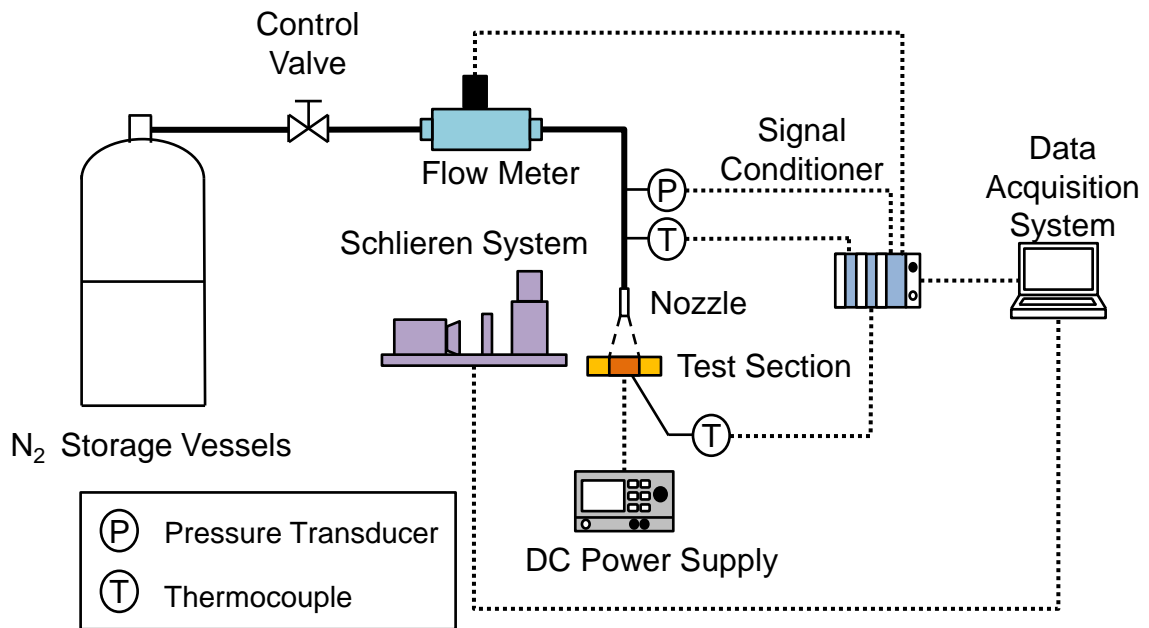 Control
Valve
Flow Meter
Signal
Conditioner
Data
Acquisition
System
P
T
Schlieren System
Nozzle
Test Section
T
N₂ Storage Vessels
DC Power Supply
P Pressure Transducer
T Thermocouple